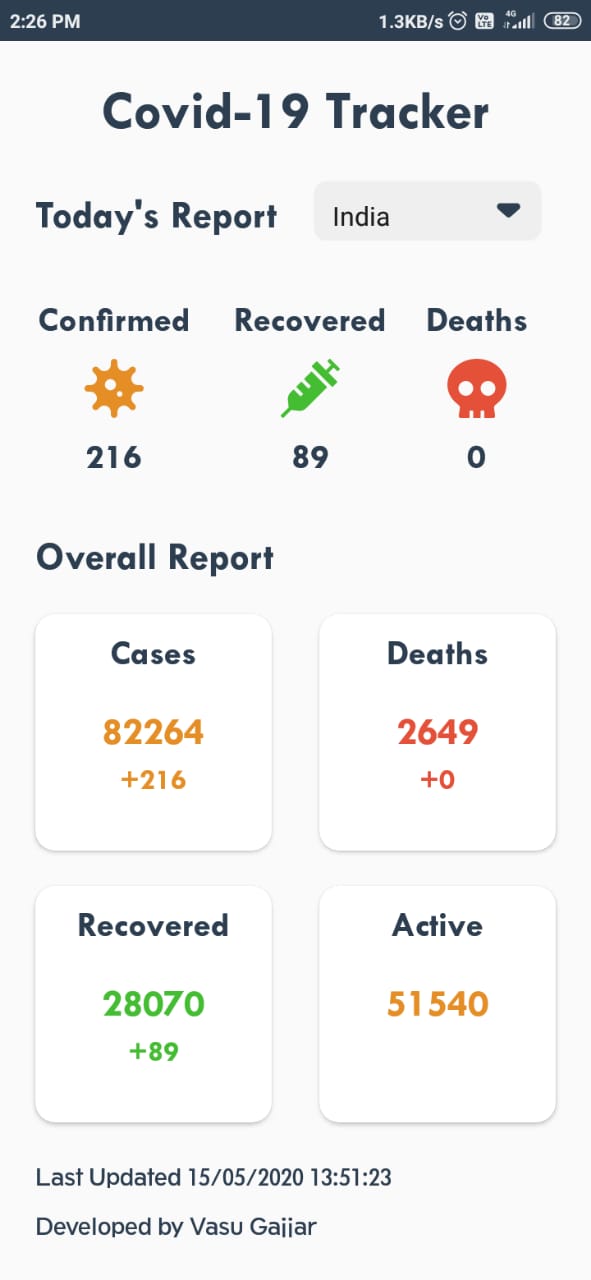 2:26 PM 1.3KB/s Vo LTE 4G 82
Covid-19 Tracker
Today's Report India
Confirmed Recovered Deaths
216 89 0
Overall Report
Cases Deaths
82264 2649
+216 +0
Recovered Active
28070 51540
+89
Last Updated 15/05/2020 13:51:23
Developed by Vasu Gajjar